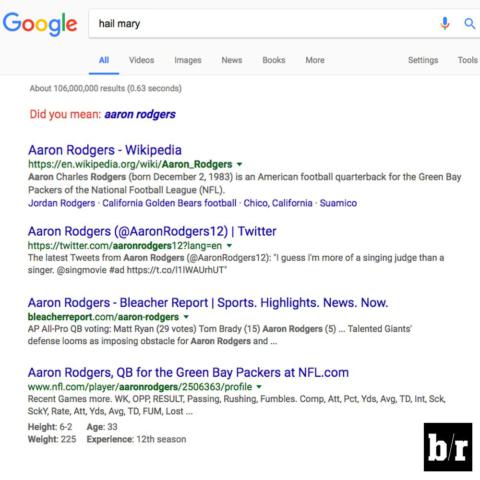 Google
hail mary
All Videos Images News Books More Settings Tools
About 106,000,000 results (0.63 seconds)
Did you mean: aaron rodgers
Aaron Rodgers - Wikipedia
https://en.wikipedia.org/wiki/Aaron_Rodgers
Aaron Charles Rodgers (born December 2, 1983) is an American football quarterback for the Green Bay
Packers of the National Football League (NFL).
Jordan Rodgers · California Golden Bears football · Chico, California · Suamico
Aaron Rodgers (@AaronRodgers12) | Twitter
https://twitter.com/aaronrodgers12?lang=en
The latest Tweets from Aaron Rodgers (@AaronRodgers12): "I guess i'm more of a singing judge than a
singer. @singmovie #ad https://t.co/I1IWAUrhUT"
Aaron Rodgers - Bleacher Report | Sports. Highlights. News. Now.
bleacherreport.com/aaron-rodgers
AP All-Pro QB voting: Matt Ryan (29 votes) Tom Brady (15) Aaron Rodgers (5) ... Talented Giants'
defense looms as imposing obstacle for Aaron Rodgers and ...
Aaron Rodgers, QB for the Green Bay Packers at NFL.com
www.nfl.com/player/aaronrodgers/2506363/profile
Recent Games more. WK, OPP, RESULT, Passing, Rushing, Fumbles. Comp, Att, Pct, Yds, Avg, TD, Int, Sck,
SckY, Rate, Att, Yds, Avg, TD, FUM, Lost ...
Height: 6-2 Age: 33
Weight: 225 Experience: 12th season
b/r